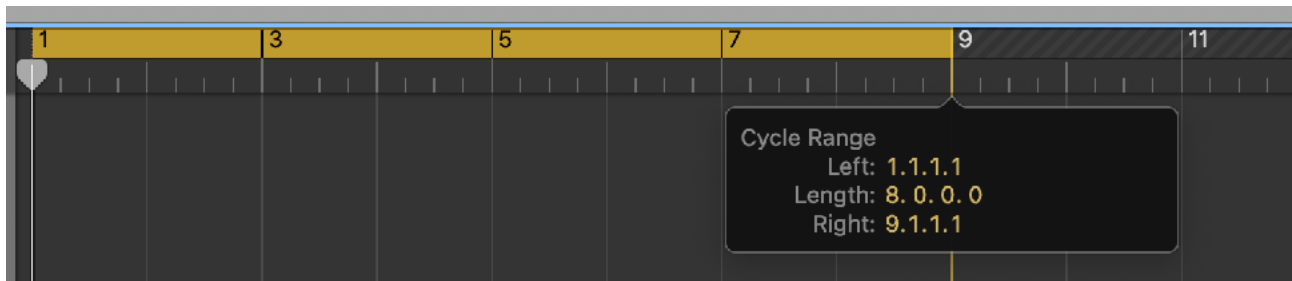 1 3 5 7 9 11
Cycle Range
Left: 1.1.1.1
Length: 8. 0. 0. 0
Right: 9.1.1.1